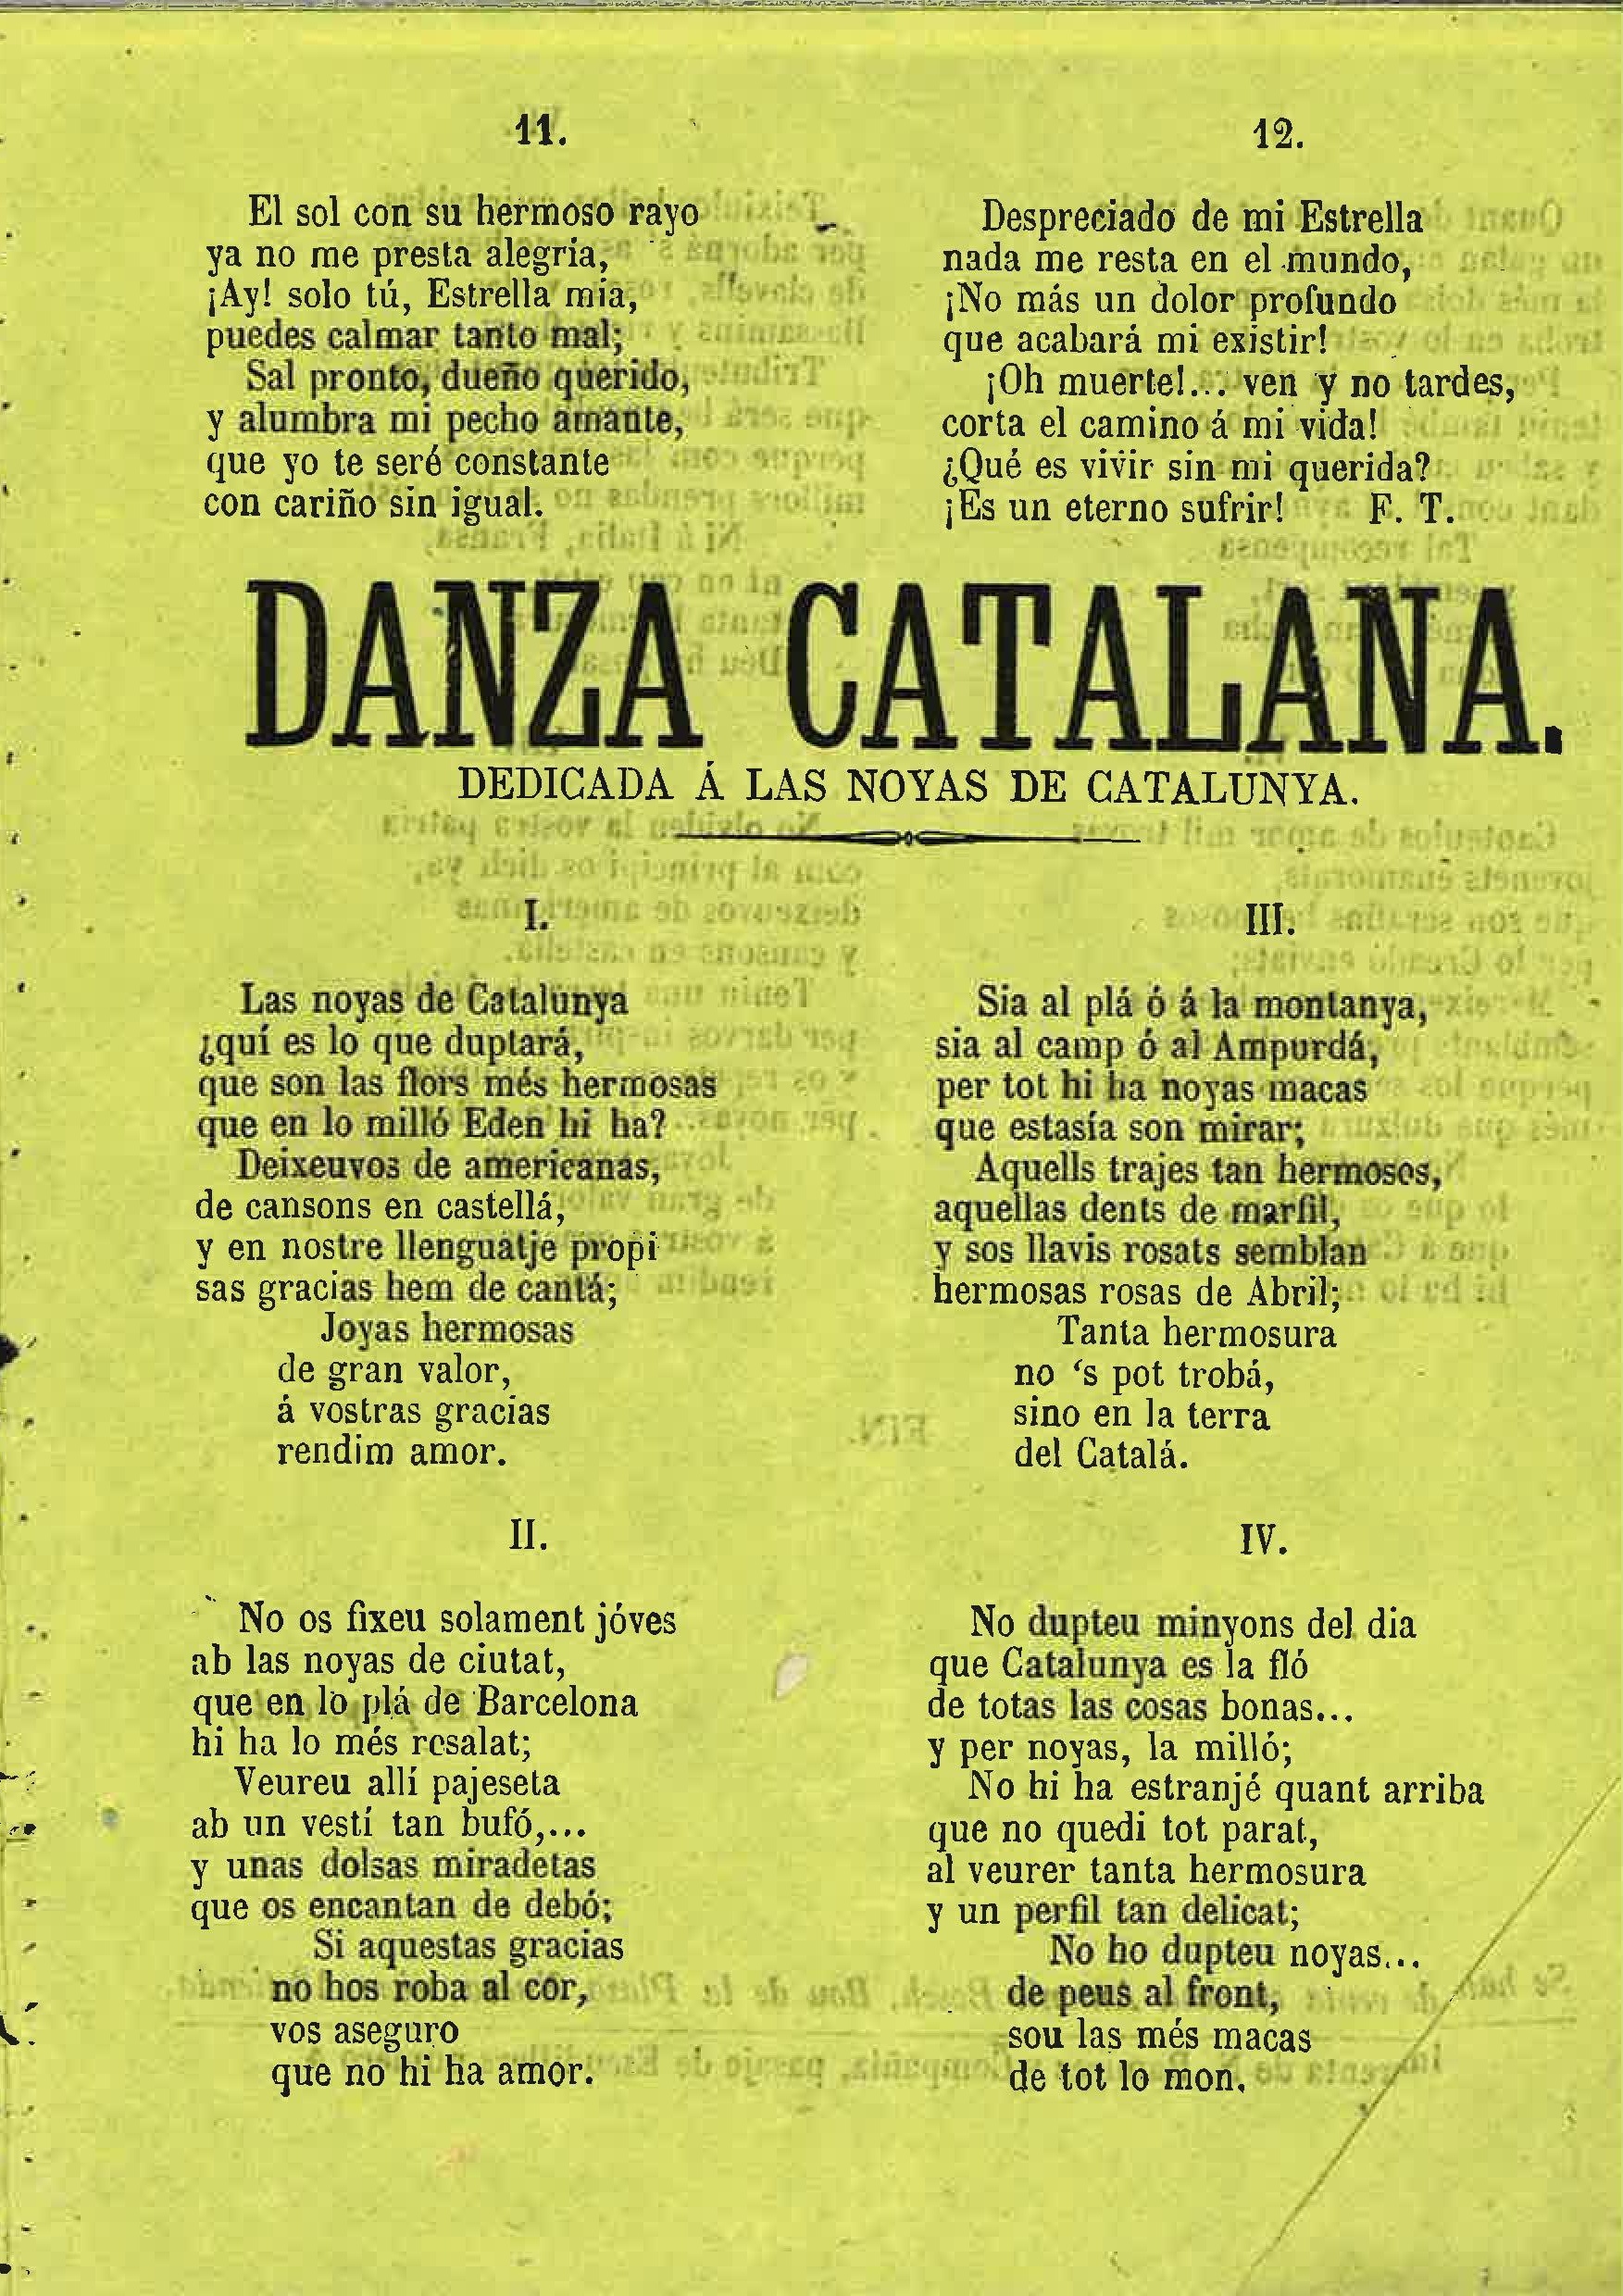 11.
El sol con su hermoso rayo
ya no me presta alegria,
¡Ay! solo tú, Estrella mia,
puedes calmar tanto mal;
Sal pronto, dueño querido,
y alumbra mi pecho amante,
que yo te seré constante
con cariño sin igual.
12.
Despreciado de mi Estrella
nada me resta en el mundo,
¡No más un dolor profundo
que acabará mi existir!
¡Oh muerte!... ven y no tardes,
corta el camino á mi vida!
¿Qué es vivir sin mi querida?
¡Es un eterno sufrir! F. T.
DANZA CATALANA.
DEDICADA Á LAS NOYAS DE CATALUNYA.
I.
Las noyas de Catalunya
¿quí es lo que duptará,
que son las flors més hermosas
que en lo milló Eden hi ha?
Deixeuvos de americanas,
de cansons en castellá,
y en nostre llenguatje propi
sas gracias hem de cantá;
Joyas hermosas
de gran valor,
á vostras gracias
rendim amor.
II.
No os fixeu solament jóves
ab las noyas de ciutat,
que en lo plá de Barcelona
hi ha lo més resalat;
Veureu allí pajeseta
ab un vestí tan bufó,...
y unas dolsas miradetas
que os encantan de debó;
Si aquestas gracias
no hos roba al cor,
vos aseguro
que no hi ha amor.
III.
Sia al plá ó á la montanya,
sia al camp ó al Ampurdá,
per tot hi ha noyas macas
que estasía son mirar;
Aquells trajes tan hermosos,
aquellas dents de marfil,
y sos llavis rosats semblan
hermosas rosas de Abril;
Tanta hermosura
no ‘s pot trobá,
sino en la terra
del Catalá.
IV.
No dupteu minyons del dia
que Catalunya es la fló
de totas las cosas bonas...
y per noyas, la milló;
No hi ha estranjé quant arriba
que no quedi tot parat,
al veurer tanta hermosura
y un perfil tan delicat;
No ho dupteu noyas...
de peus al front,
sou las més macas
de tot lo mon.